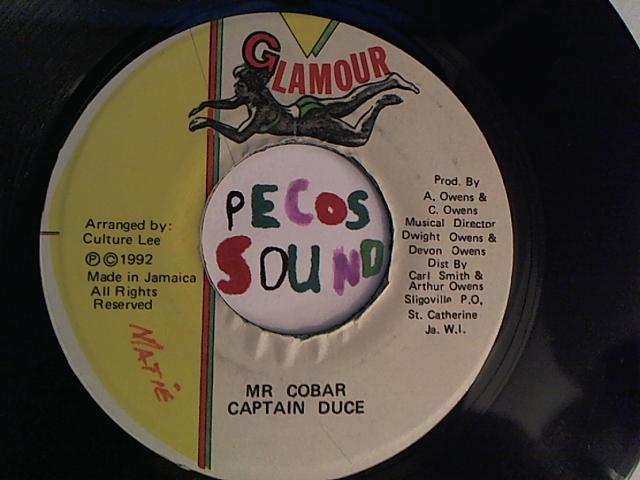 GLAMOUR
PECOS
SOUND
Arranged by:
Culture Lee
Ⓟ©1992
Made in Jamaica
All Rights
Reserved
MATIE
Prod. By
A. Owens &
C. Owens
Musical Director
Dwight Owens &
Devon Owens
Dist By
Carl Smith &
Arthur Owens
Sligoville P.O,
St. Catherine
Ja. W.I.
MR COBAR
CAPTAIN DUCE